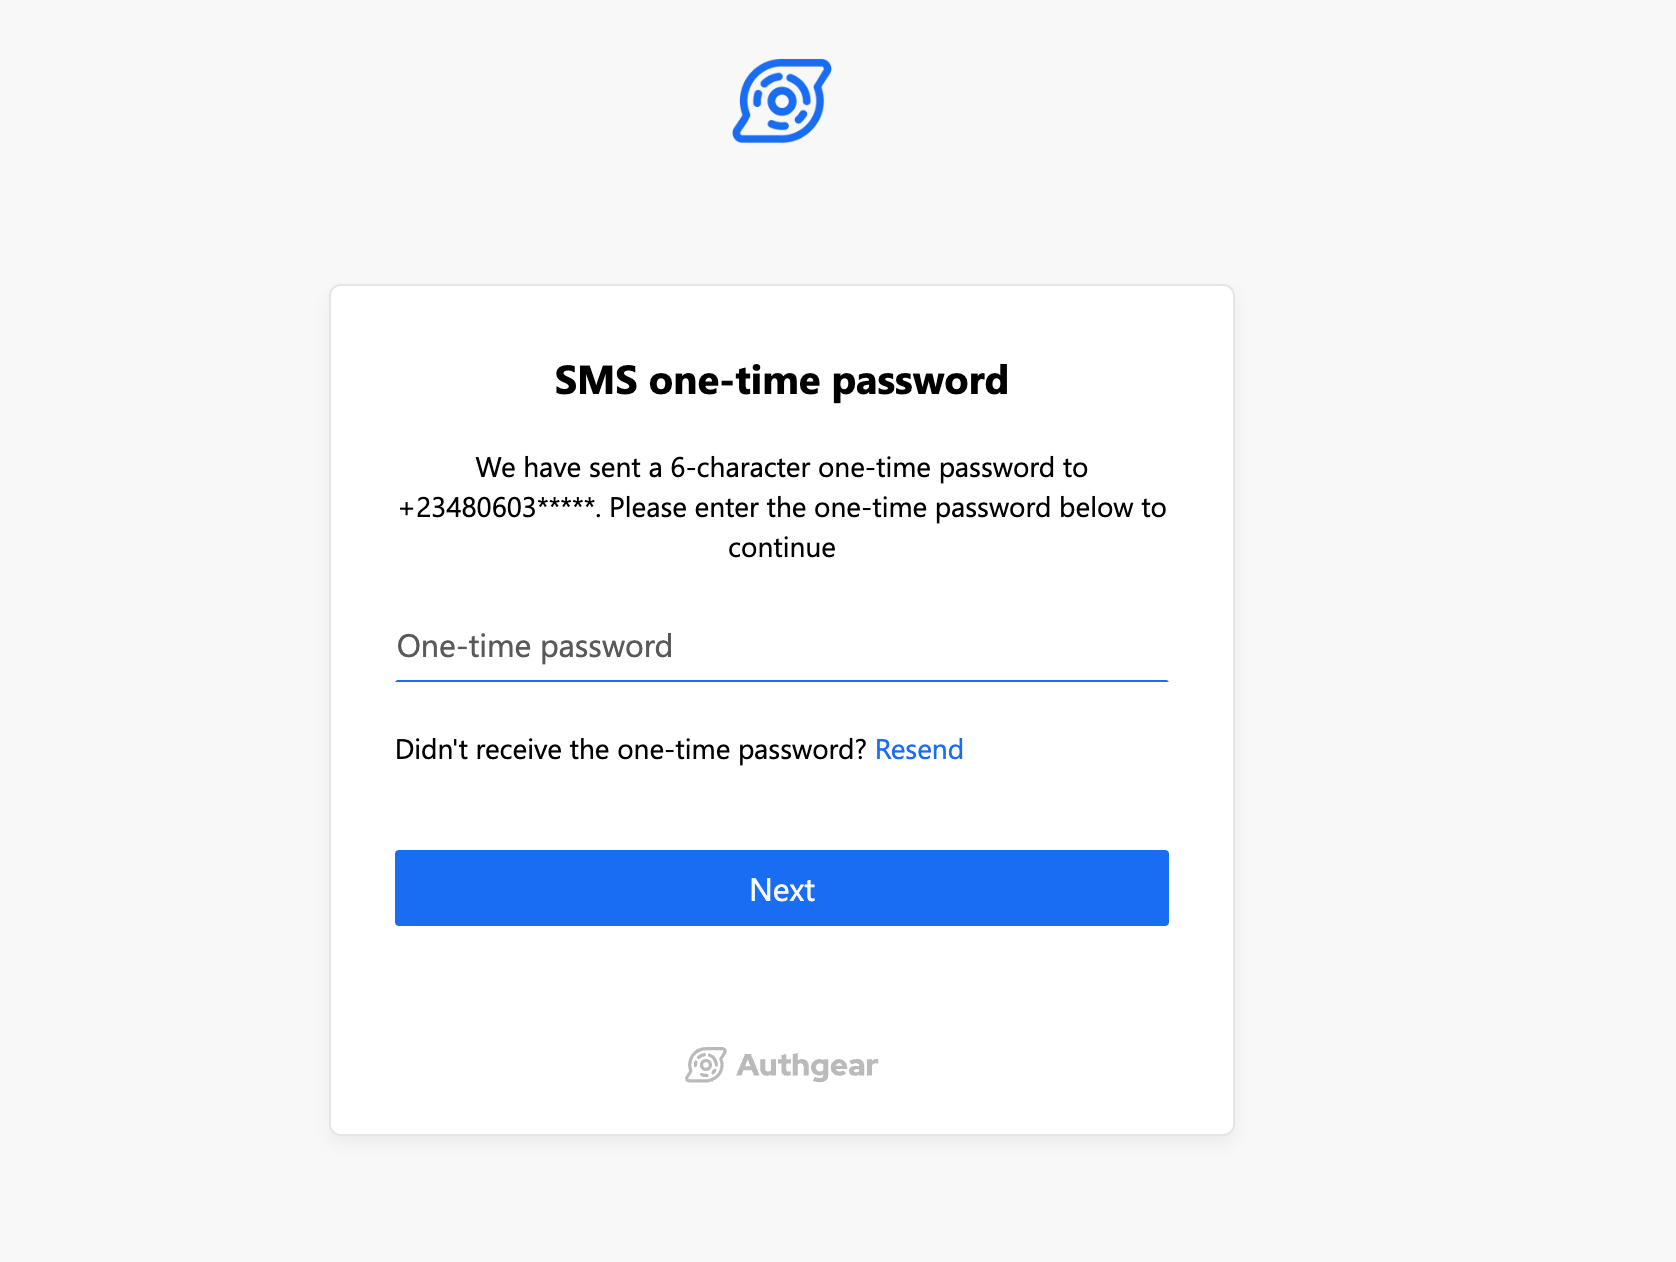 SMS one-time password
We have sent a 6-character one-time password to
+23480603*****. Please enter the one-time password below to
continue
One-time password
Didn't receive the one-time password? Resend
Next
Authgear